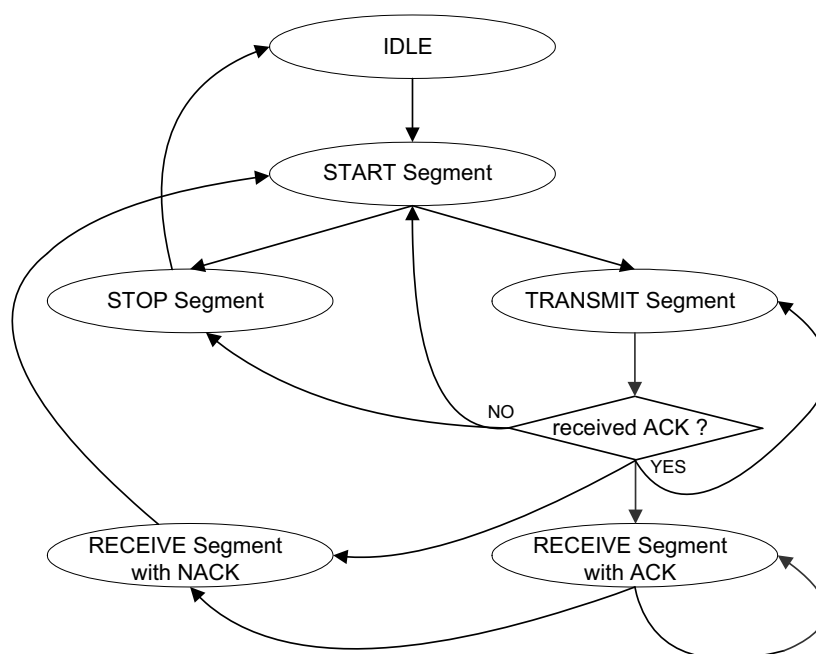 IDLE
START Segment
STOP Segment
TRANSMIT Segment
NO
received ACK ?
YES
RECEIVE Segment
with NACK
RECEIVE Segment
with ACK